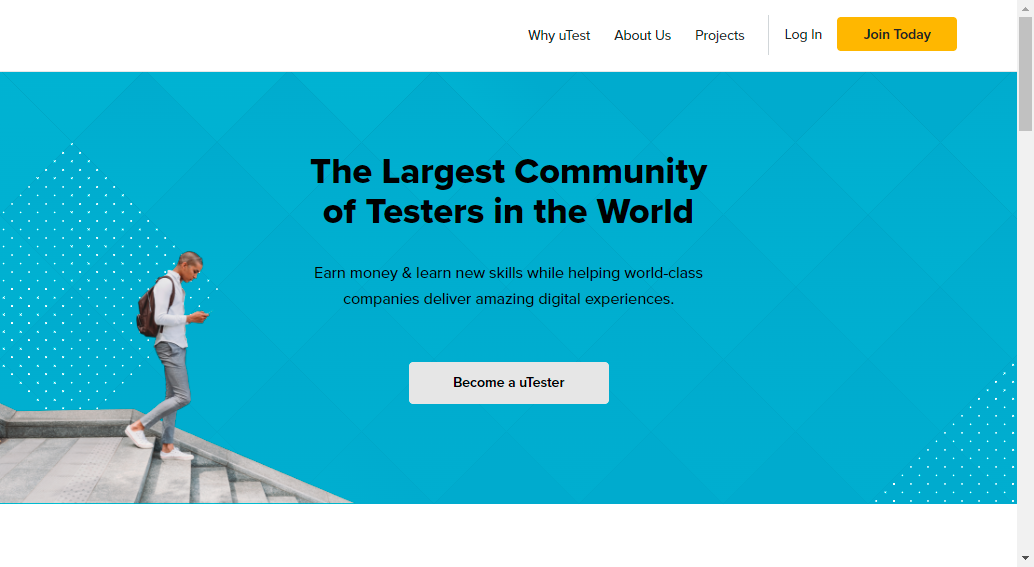 Why uTest About Us Projects Log In Join Today
The Largest Community
of Testers in the World
Earn money & learn new skills while helping world-class
companies deliver amazing digital experiences.
Become a uTester